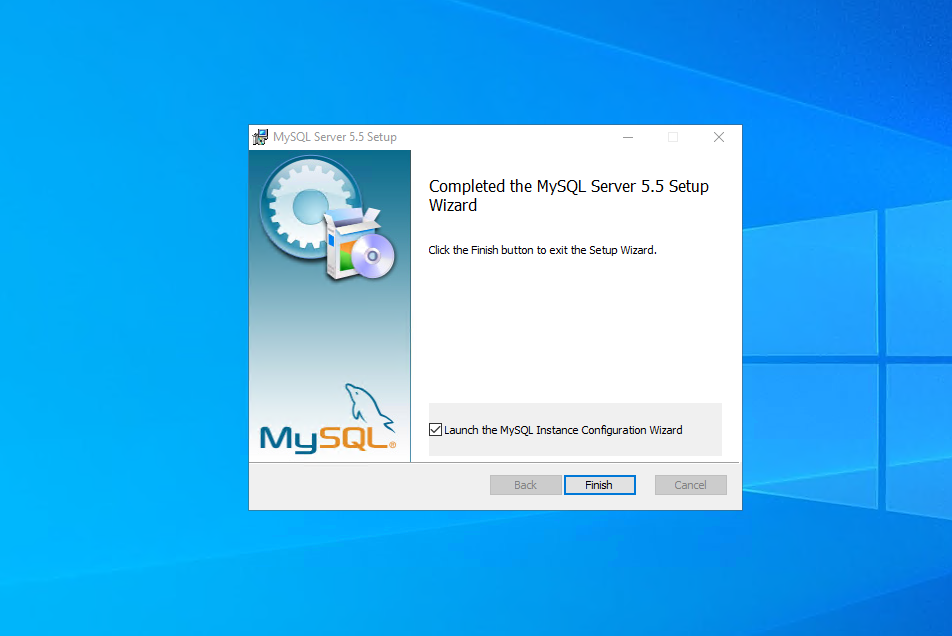 MySQL Server 5.5 Setup
Completed the MySQL Server 5.5 Setup
Wizard
Click the Finish button to exit the Setup Wizard.
MySQL®
Launch the MySQL Instance Configuration Wizard
Back
Finish
Cancel